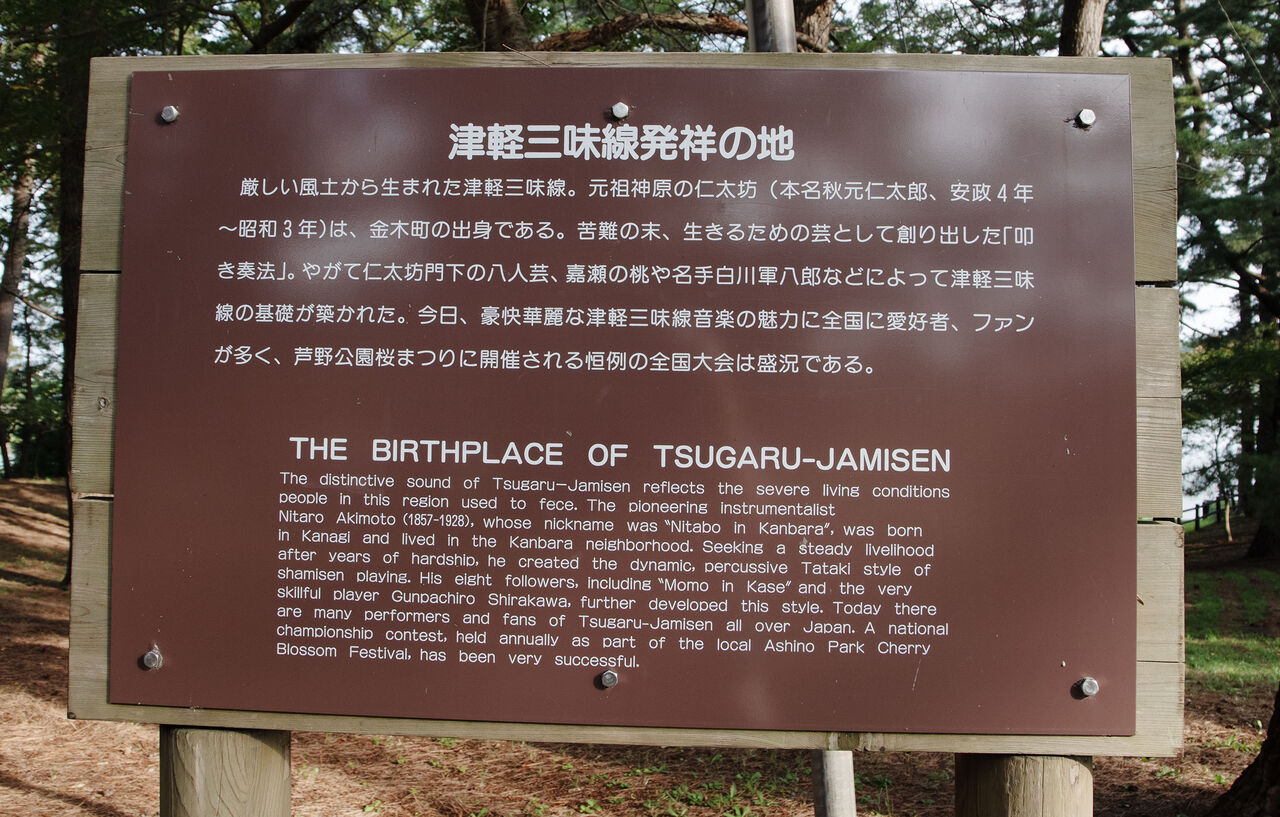 津軽三味線発祥の地
厳しい風土から生まれた津軽三味線。元祖神原の仁太坊（本名秋元仁太郎、安政4年
～昭和3年）は、金木町の出身である。苦難の末、生きるための芸として創り出した「叩
き奏法」。やがて仁太坊門下の八人芸、嘉瀬の桃や名手白川軍八郎などによって津軽三味
線の基礎が築かれた。今日、豪快華麗な津軽三味線音楽の魅力に全国に愛好者、ファン
が多く、芦野公園桜まつりに開催される恒例の全国大会は盛況である。
THE BIRTHPLACE OF TSUGARU-JAMISEN
The distinctive sound of Tsugaru-Jamisen reflects the severe living conditions
people in this region used to fece. The pioneering instrumentalist
Nitaro Akimoto (1857-1928), whose nickname was "Nitabo in Kanbara", was born
in Kanagi and lived in the Kanbara neighborhood. Seeking a steady livelihood
after years of hardship, he created the dynamic, percussive Tataki style of
shamisen playing. His eight followers, including "Momo in Kase" and the very
skillful player Gunpachiro Shirakawa, further developed this style. Today there
are many performers and fans of Tsugaru-Jamisen all over Japan. A national
championship contest, held annually as part of the local Ashino Park Cherry
Blossom Festival, has been very successful.